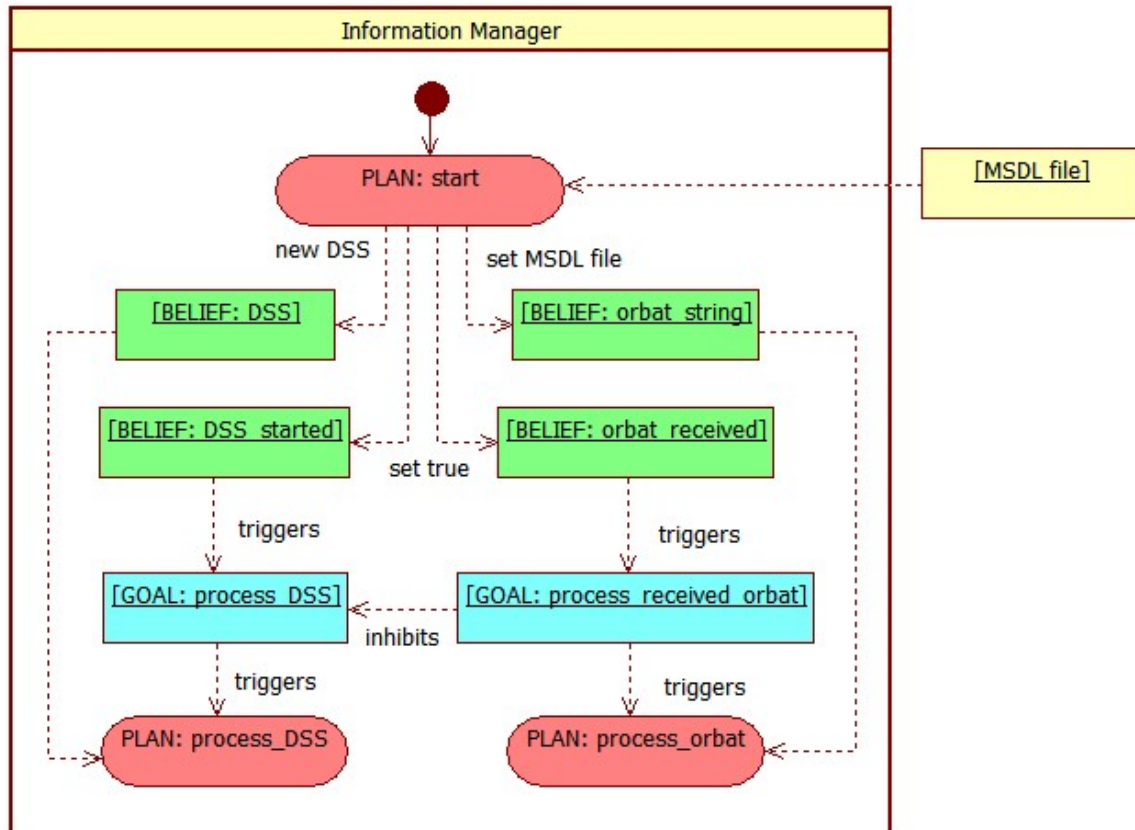 Information Manager
PLAN: start
[MSDL file]
new DSS
set MSDL file
[BELIEF: DSS]
[BELIEF: orbat_string]
[BELIEF: DSS_started]
[BELIEF: orbat_received]
set true
triggers
triggers
[GOAL: process_DSS]
[GOAL: process_received_orbat]
inhibits
triggers
triggers
PLAN: process_DSS
PLAN: process_orbat